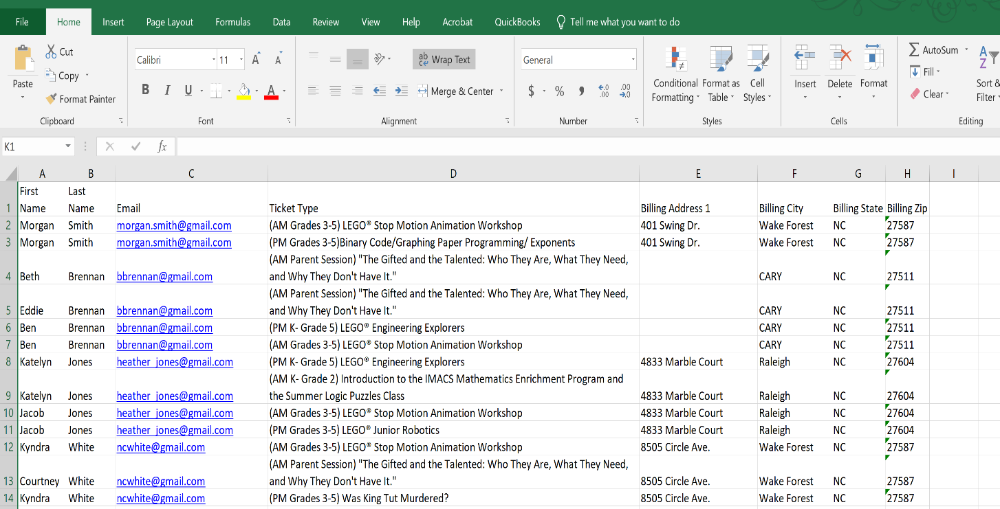 File Home Insert Page Layout Formulas Data Review View Help Acrobat QuickBooks Tell me what you want to do
Cut
Copy
Format Painter
Paste
Clipboard
Calibri 11 A A
B I U A
Font
ab Wrap Text
Merge & Center
Alignment
General
$ % , .0 .00 .00 .0
Number
Conditional Formatting
Format as Table
Cell Styles
Styles
Insert Delete Format
Cells
AutoSum
Fill
Clear
A Z
Sort &
Filter
Editing
K1 fx
A B C D E F G H I
First Last
1 Name Name Email Ticket Type Billing Address 1 Billing City Billing State Billing Zip
2 Morgan Smith morgan.smith@gmail.com (AM Grades 3-5) LEGO® Stop Motion Animation Workshop 401 Swing Dr. Wake Forest NC 27587
3 Morgan Smith morgan.smith@gmail.com (PM Grades 3-5)Binary Code/Graphing Paper Programming/ Exponents 401 Swing Dr. Wake Forest NC 27587
(AM Parent Session) "The Gifted and the Talented: Who They Are, What They Need,
4 Beth Brennan bbrennan@gmail.com and Why They Don't Have It." CARY NC 27511
(AM Parent Session) "The Gifted and the Talented: Who They Are, What They Need,
5 Eddie Brennan bbrennan@gmail.com and Why They Don't Have It." CARY NC 27511
6 Ben Brennan bbrennan@gmail.com (PM K- Grade 5) LEGO® Engineering Explorers CARY NC 27511
7 Ben Brennan bbrennan@gmail.com (AM Grades 3-5) LEGO® Stop Motion Animation Workshop CARY NC 27511
8 Katelyn Jones heather_jones@gmail.com (PM K- Grade 5) LEGO® Engineering Explorers 4833 Marble Court Raleigh NC 27604
(AM K- Grade 2) Introduction to the IMACS Mathematics Enrichment Program and
9 Katelyn Jones heather_jones@gmail.com the Summer Logic Puzzles Class 4833 Marble Court Raleigh NC 27604
10 Jacob Jones heather_jones@gmail.com (AM Grades 3-5) LEGO® Stop Motion Animation Workshop 4833 Marble Court Raleigh NC 27604
11 Jacob Jones heather_jones@gmail.com (PM Grades 3-5) LEGO® Junior Robotics 4833 Marble Court Raleigh NC 27604
12 Kyndra White ncwhite@gmail.com (AM Grades 3-5) LEGO® Stop Motion Animation Workshop 8505 Circle Ave. Wake Forest NC 27587
(AM Parent Session) "The Gifted and the Talented: Who They Are, What They Need,
13 Courtney White ncwhite@gmail.com and Why They Don't Have It." 8505 Circle Ave. Wake Forest NC 27587
14 Kyndra White ncwhite@gmail.com (PM Grades 3-5) Was King Tut Murdered? 8505 Circle Ave. Wake Forest NC 27587